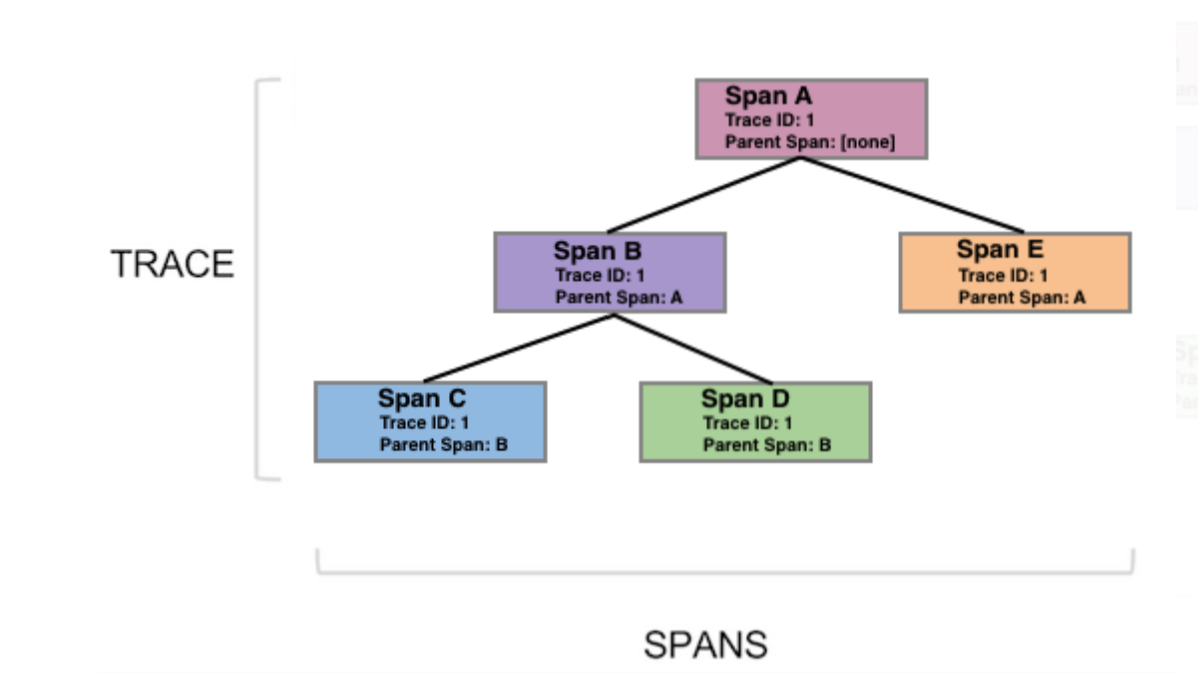 Span A
Trace ID: 1
Parent Span: [none]
TRACE
Span B
Trace ID: 1
Parent Span: A
Span E
Trace ID: 1
Parent Span: A
Span C
Trace ID: 1
Parent Span: B
Span D
Trace ID: 1
Parent Span: B
SPANS